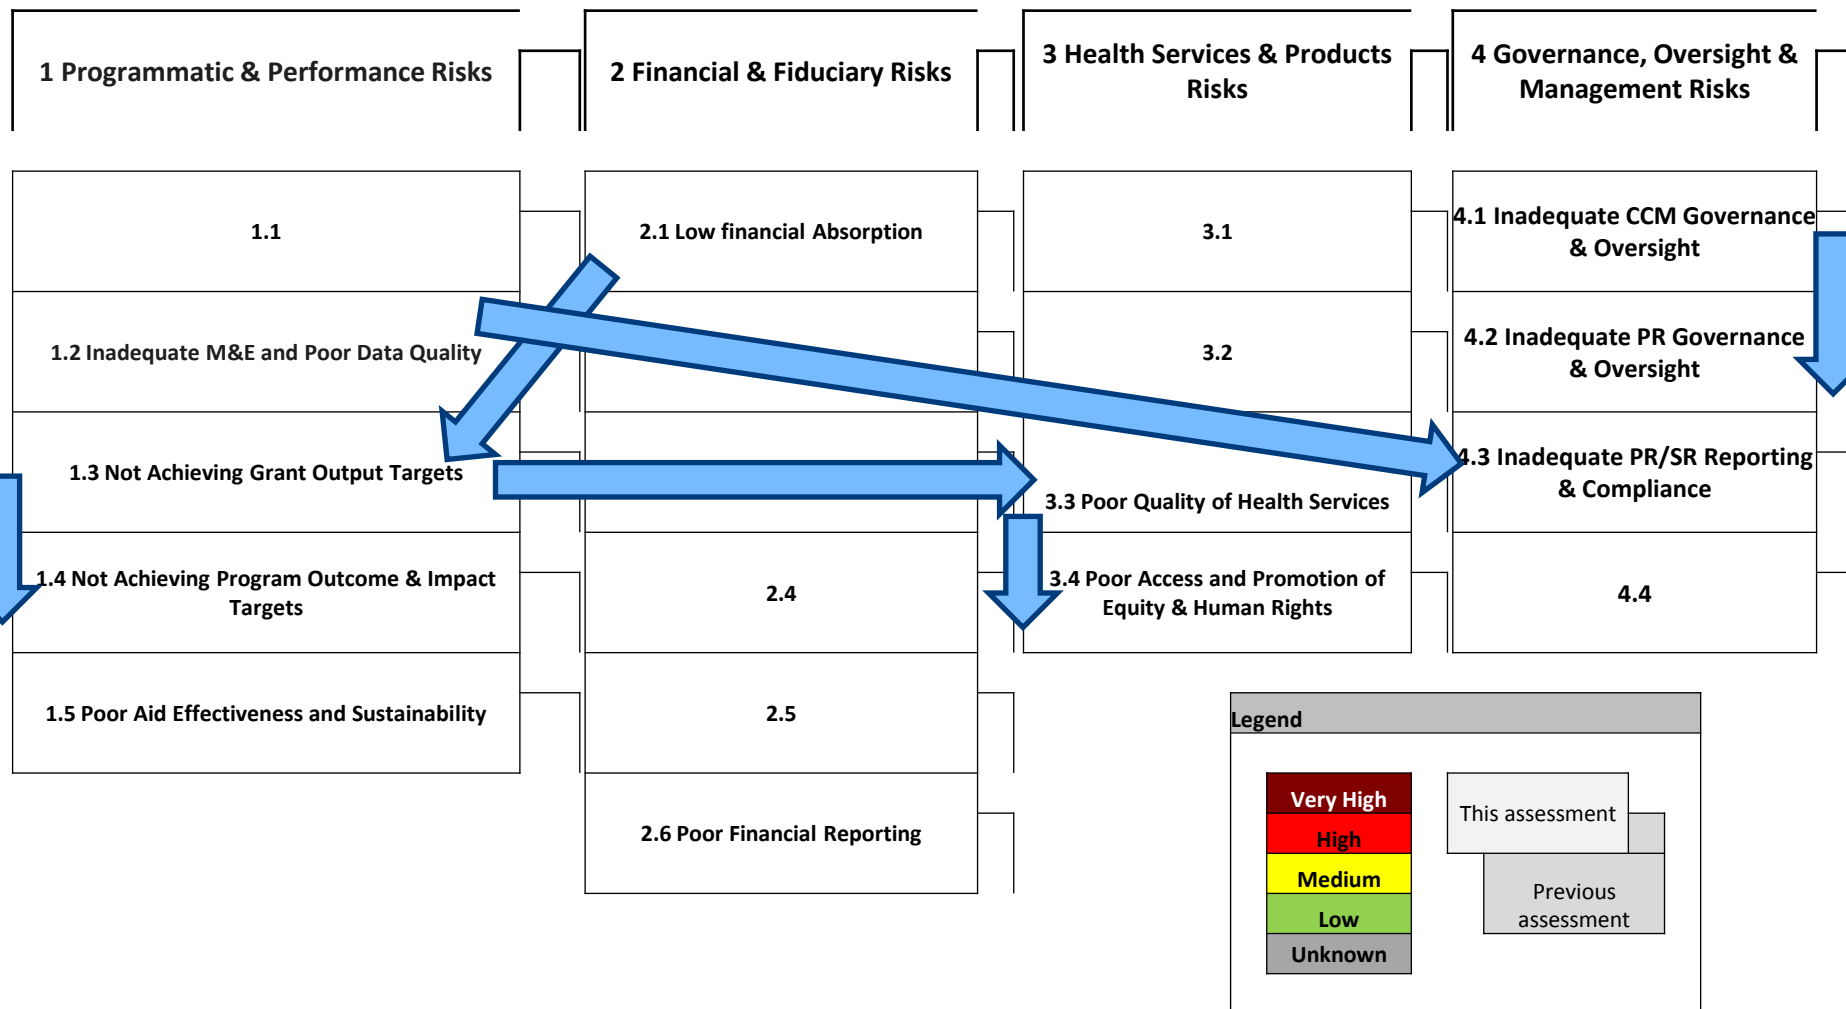 1 Programmatic & Performance Risks
2 Financial & Fiduciary Risks
3 Health Services & Products
Risks
4 Governance, Oversight &
Management Risks
1.1
1.2 Inadequate M&E and Poor Data Quality
1.3 Not Achieving Grant Output Targets
1.4 Not Achieving Program Outcome & Impact
Targets
1.5 Poor Aid Effectiveness and Sustainability
2.1 Low financial Absorption
2.4
2.5
2.6 Poor Financial Reporting
3.1
3.2
3.3 Poor Quality of Health Services
3.4 Poor Access and Promotion of
Equity & Human Rights
4.1 Inadequate CCM Governance
& Oversight
4.2 Inadequate PR Governance
& Oversight
4.3 Inadequate PR/SR Reporting
& Compliance
4.4
Legend
Very High
High
Medium
Low
Unknown
This assessment
Previous
assessment